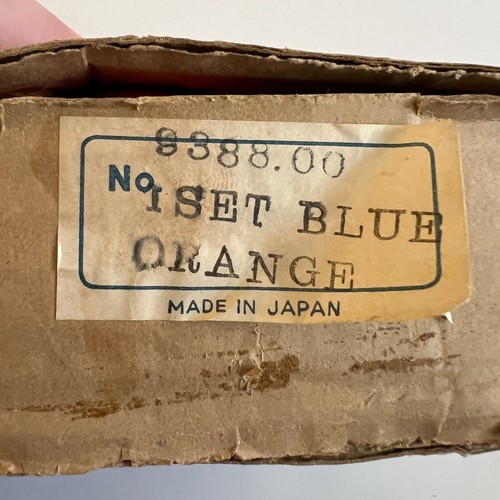 9388.00
No. 1SET BLUE
ORANGE
MADE IN JAPAN